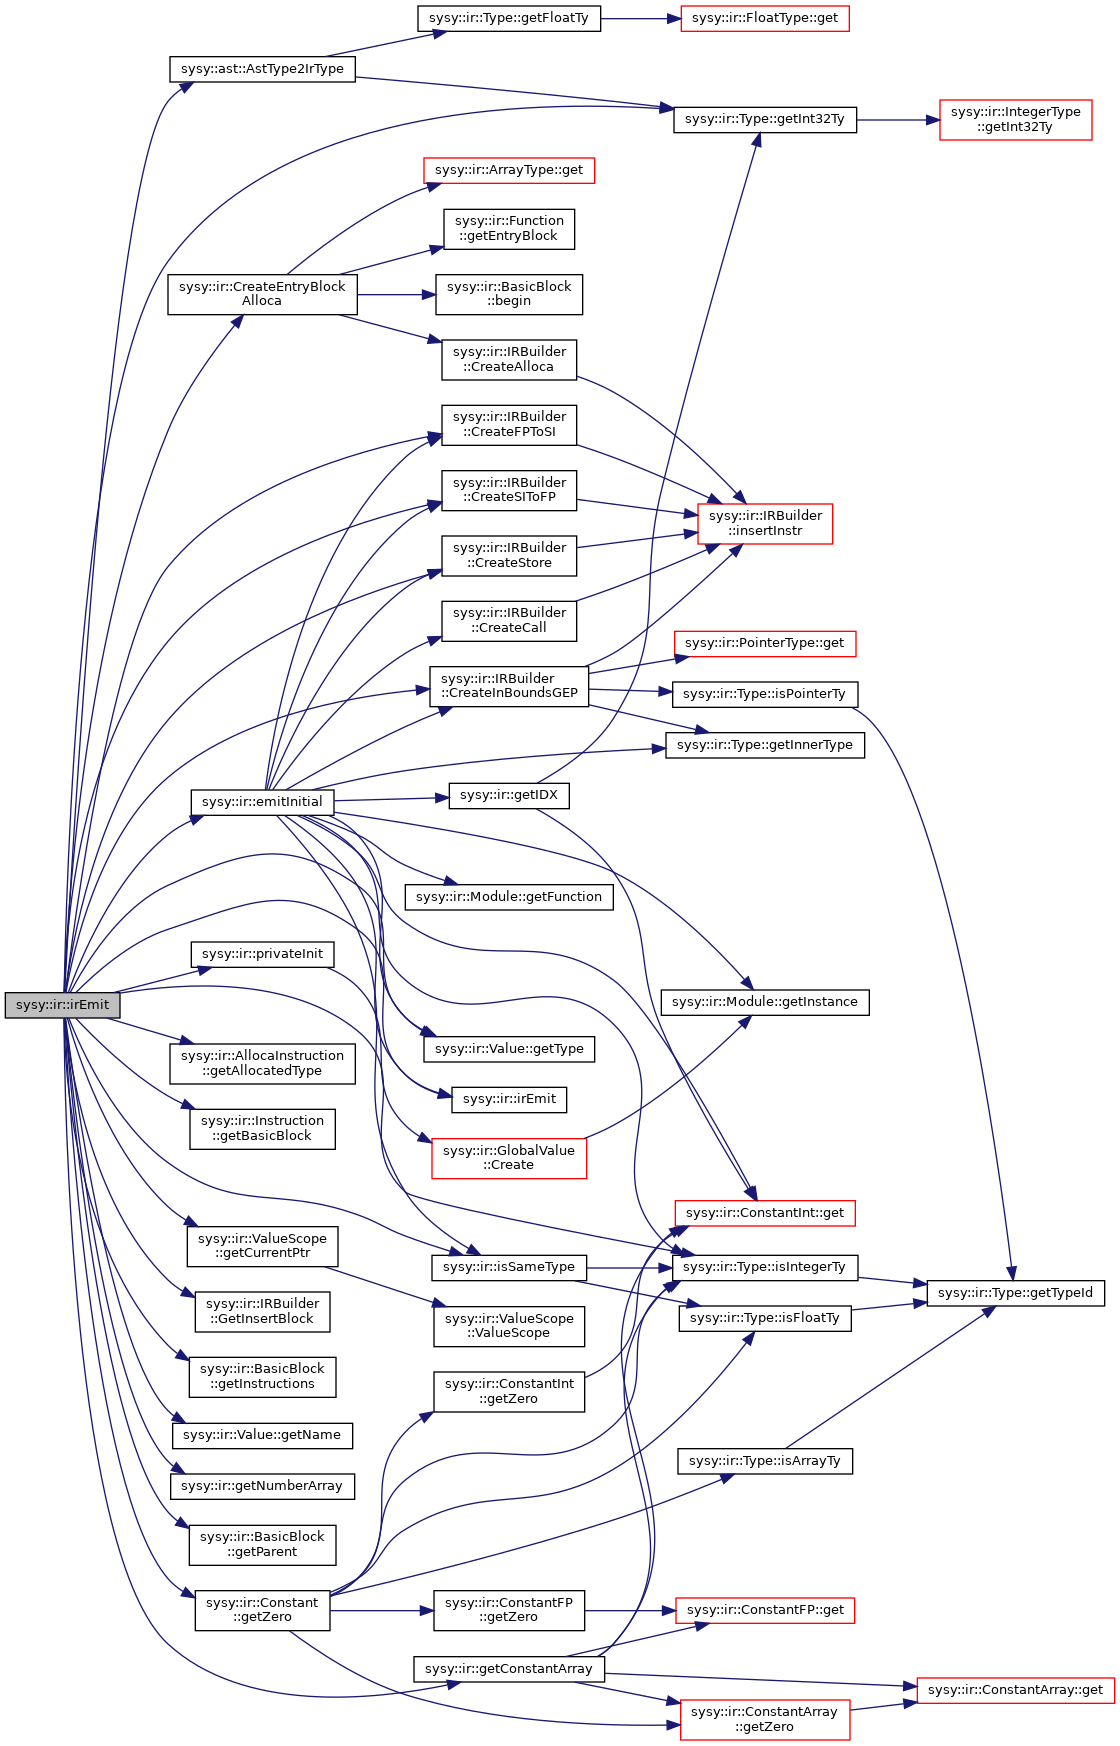 sysy::ir::Type::getFloatTy
sysy::ir::FloatType::get
sysy::ast::AstType2IrType
sysy::ir::IntegerType
::getInt32Ty
sysy::ir::Type::getInt32Ty
sysy::ir::ArrayType::get
sysy::ir::Function
::getEntryBlock
sysy::ir::CreateEntryBlock
Alloca
sysy::ir::BasicBlock
::begin
sysy::ir::IRBuilder
::CreateAlloca
sysy::ir::IRBuilder
::CreateFPToSI
sysy::ir::IRBuilder
::CreateSIToFP
sysy::ir::IRBuilder
::insertInstr
sysy::ir::IRBuilder
::CreateStore
sysy::ir::IRBuilder
::CreateCall
sysy::ir::PointerType::get
sysy::ir::IRBuilder
::CreateInBoundsGEP
sysy::ir::Type::isPointerTy
sysy::ir::Type::getInnerType
sysy::ir::emitInitial
sysy::ir::getIDX
sysy::ir::Module::getFunction
sysy::ir::privateInit
sysy::ir::irEmit
sysy::ir::Module::getInstance
sysy::ir::AllocaInstruction
::getAllocatedType
sysy::ir::Value::getType
sysy::ir::irEmit
sysy::ir::Instruction
::getBasicBlock
sysy::ir::GlobalValue
::Create
sysy::ir::ConstantInt::get
sysy::ir::ValueScope
::getCurrentPtr
sysy::ir::isSameType
sysy::ir::Type::isIntegerTy
sysy::ir::Type::getTypeId
sysy::ir::IRBuilder
::GetInsertBlock
sysy::ir::ValueScope
::ValueScope
sysy::ir::Type::isFloatTy
sysy::ir::BasicBlock
::getInstructions
sysy::ir::ConstantInt
::getZero
sysy::ir::Value::getName
sysy::ir::Type::isArrayTy
sysy::ir::getNumberArray
sysy::ir::BasicBlock
::getParent
sysy::ir::Constant
::getZero
sysy::ir::ConstantFP
::getZero
sysy::ir::ConstantFP::get
sysy::ir::getConstantArray
sysy::ir::ConstantArray::get
sysy::ir::ConstantArray
::getZero